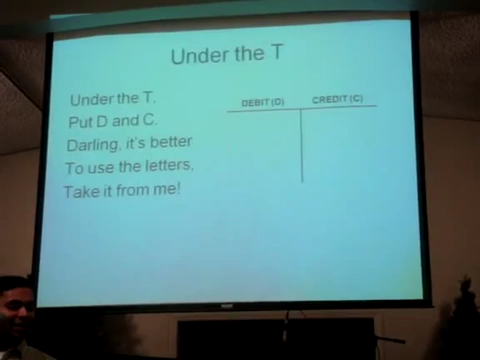 Under the T
Under the T,
Put D and C.
Darling, it's better
To use the letters,
Take it from me!
DEBIT (D) CREDIT (C)